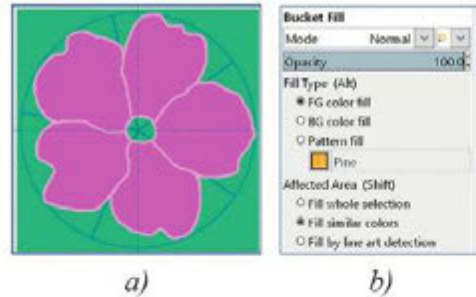 Bucket Fill
Mode Normal
Opacity 100.0
Fill Type (Alt)
FG color fill
BG color fill
Pattern fill
Pine
Affected Area (Shift)
Fill whole selection
Fill similar colors
Fill by line art detection
a) b)